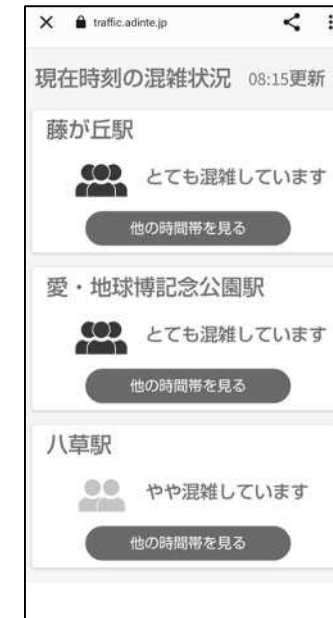 traffic.adinte.jp
現在時刻の混雑状況 08:15更新
藤が丘駅
とても混雑しています
他の時間帯を見る
愛・地球博記念公園駅
とても混雑しています
他の時間帯を見る
八草駅
やや混雑しています
他の時間帯を見る